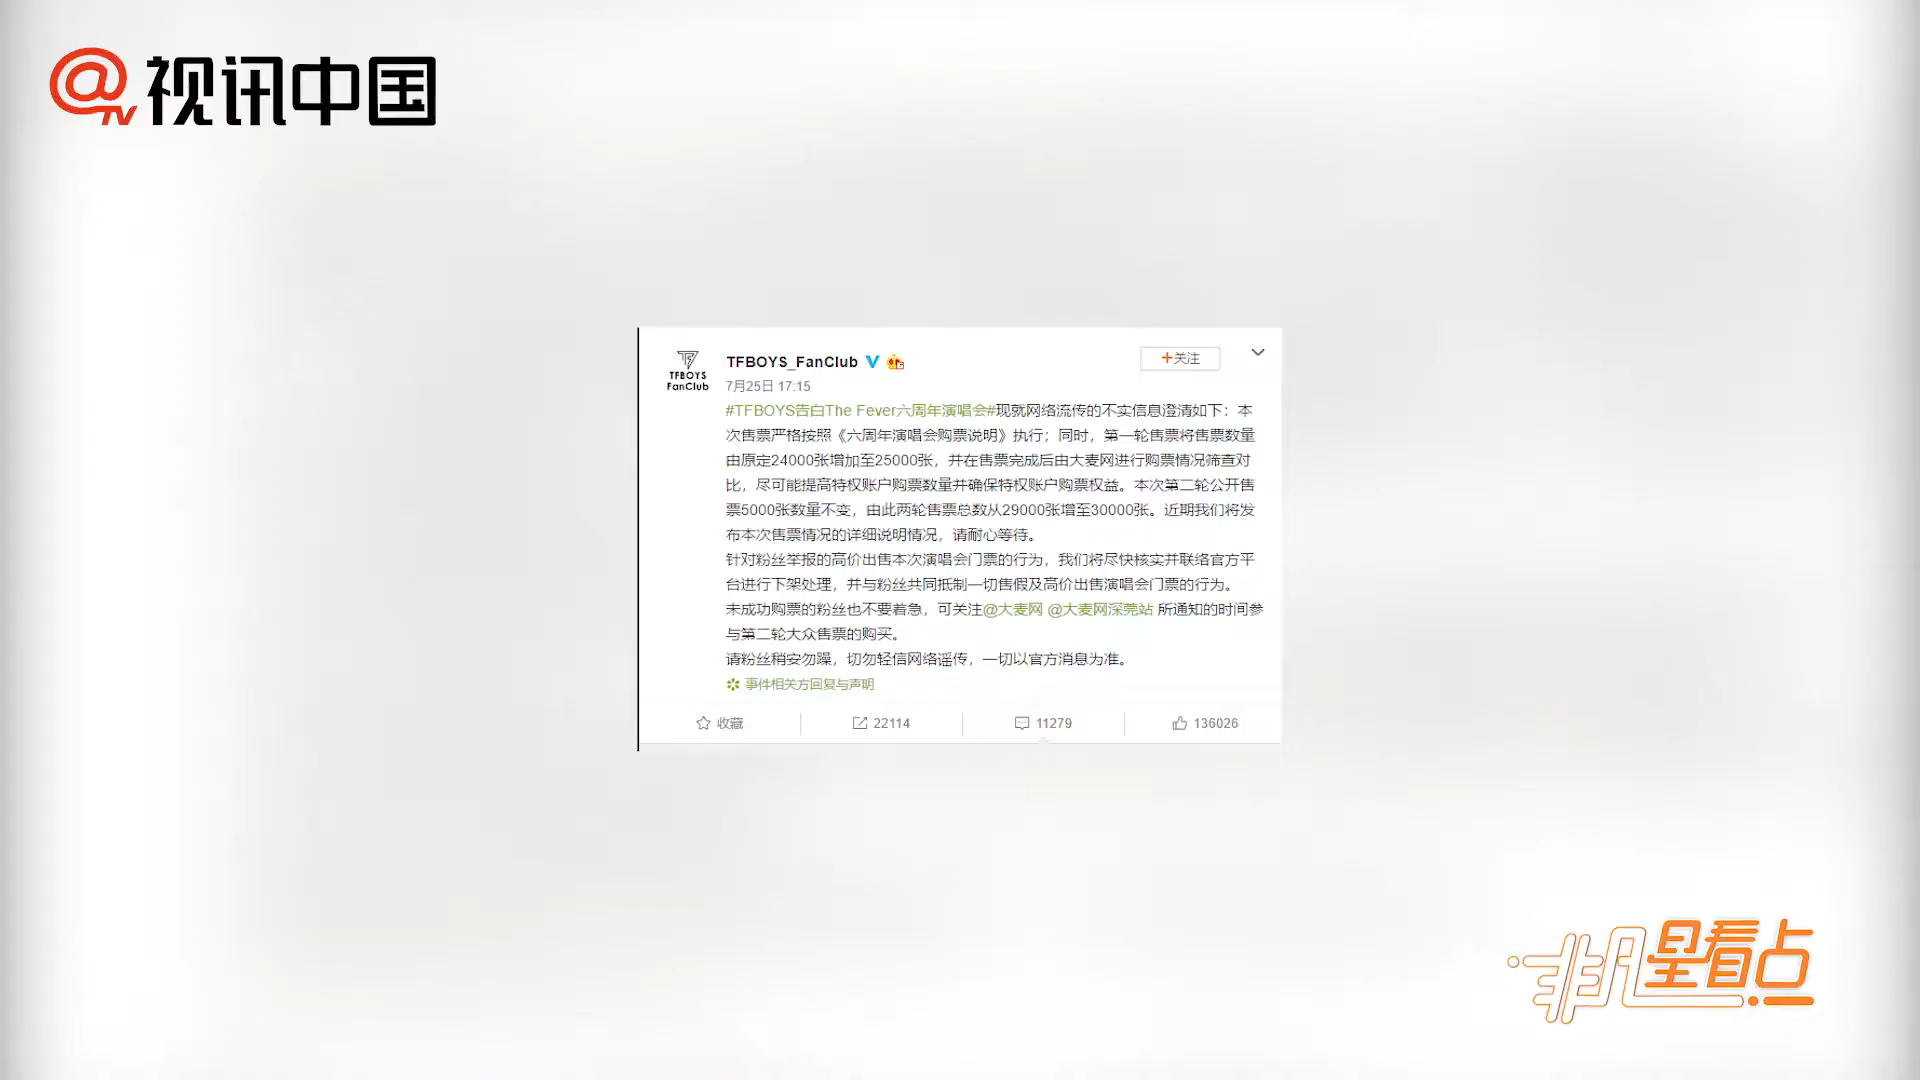 @TV视讯中国
TFBOYS FanClub
TFBOYS_FanClub
+关注
7月25日 17:15
#TFBOYS告白The Fever六周年演唱会#现就网络流传的不实信息澄清如下：本
次售票严格按照《六周年演唱会购票说明》执行；同时，第一轮售票将售票数量
由原定24000张增加至25000张，并在售票完成后由大麦网进行购票情况筛查对
比，尽可能提高特权账户购票数量并确保特权账户购票权益。本次第二轮公开售
票5000张数量不变，由此两轮售票总数从29000张增至30000张。近期我们将发
布本次售票情况的详细说明情况，请耐心等待。
针对粉丝举报的高价出售本次演唱会门票的行为，我们将尽快核实并联络官方平
台进行下架处理，并与粉丝共同抵制一切售假及高价出售演唱会门票的行为。
未成功购票的粉丝也不要着急，可关注@大麦网 @大麦网深莞站 所通知的时间参
与第二轮大众售票的购买。
请粉丝稍安勿躁，切勿轻信网络谣传，一切以官方消息为准。
事件相关方回复与声明
收藏
22114
11279
136026
非凡星看点